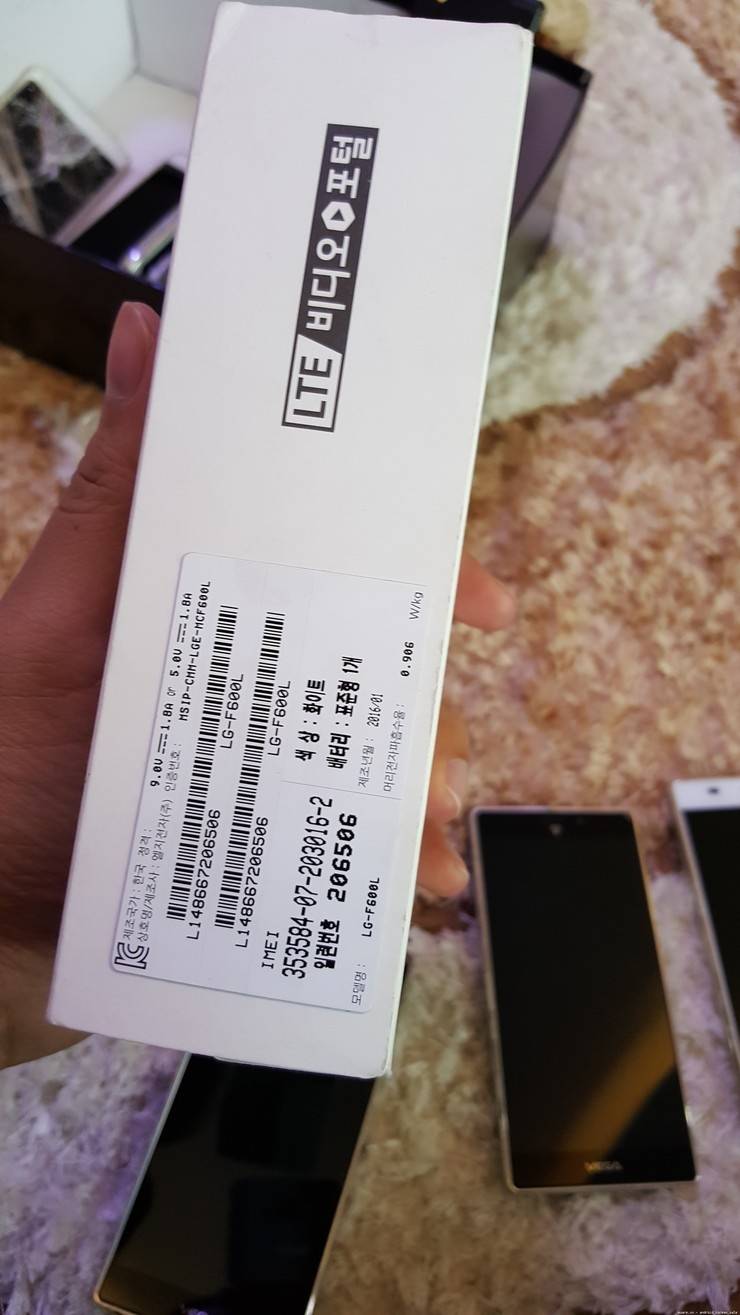 LTE 비디오 포털
제조국가 : 한국 정격 : 9.0V 1.8A or 5.0V 1.8A
상호명/제조사 : 엘지전자(주) 인증번호 : MSIP-CMM-LGE-MCF600L
L148667206506 LG-F600L
L148667206506 LG-F600L
IMEI
353584-07-203016-2
일련번호 206506
색 상 : 화이트
배터리 : 표준형 1개
모델명 : LG-F600L
제조년월 : 2016/01
머리전자파흡수율 : 0.906 W/kg
VEGA